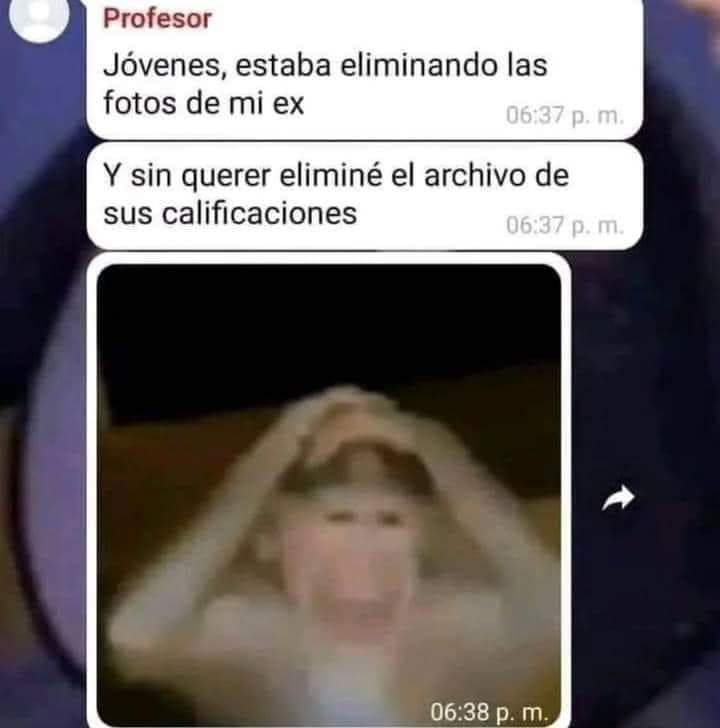 Profesor
Jóvenes, estaba eliminando las
fotos de mi ex
06:37 p. m.
Y sin querer eliminé el archivo de
sus calificaciones
06:37 p. m.
06:38 p. m.